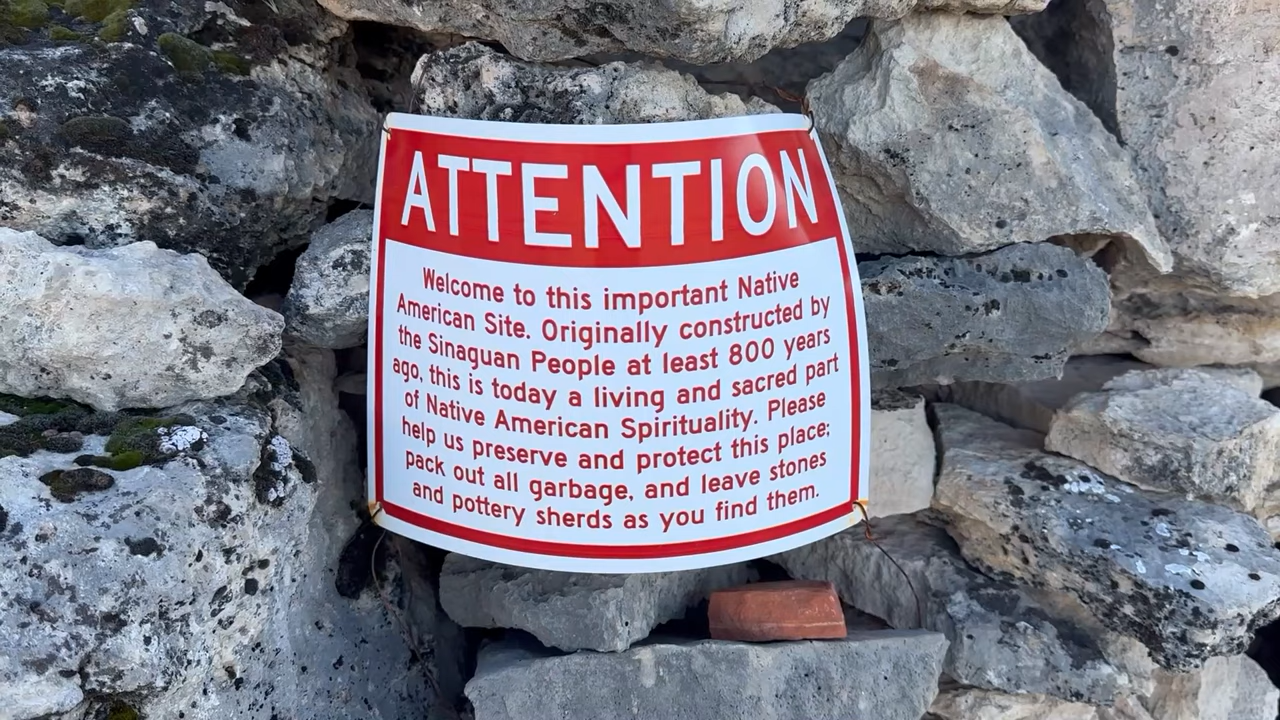 ATTENTION
Welcome to this important Native
American Site. Originally constructed by
the Sinaguan People at least 800 years
ago, this is today a living and sacred part
of Native American Spirituality. Please
help us preserve and protect this place;
pack out all garbage, and leave stones
and pottery sherds as you find them.